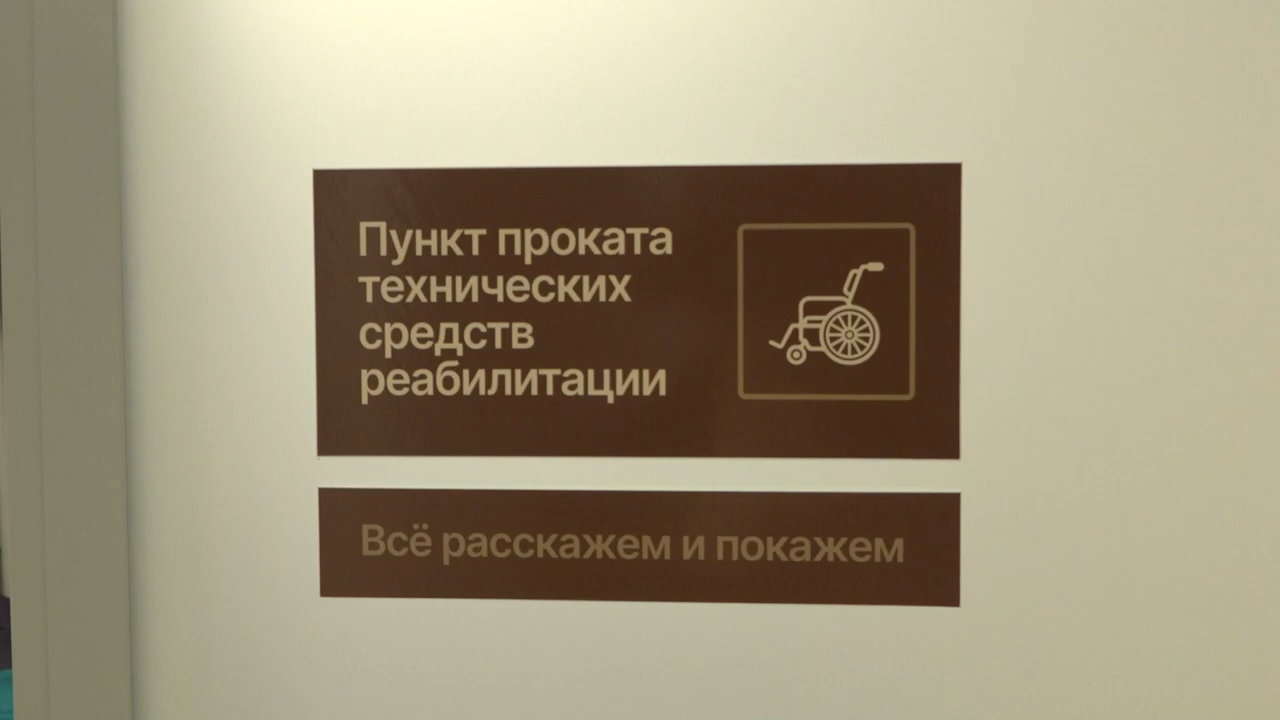 Пункт проката
технических
средств
реабилитации
Всё расскажем и покажем